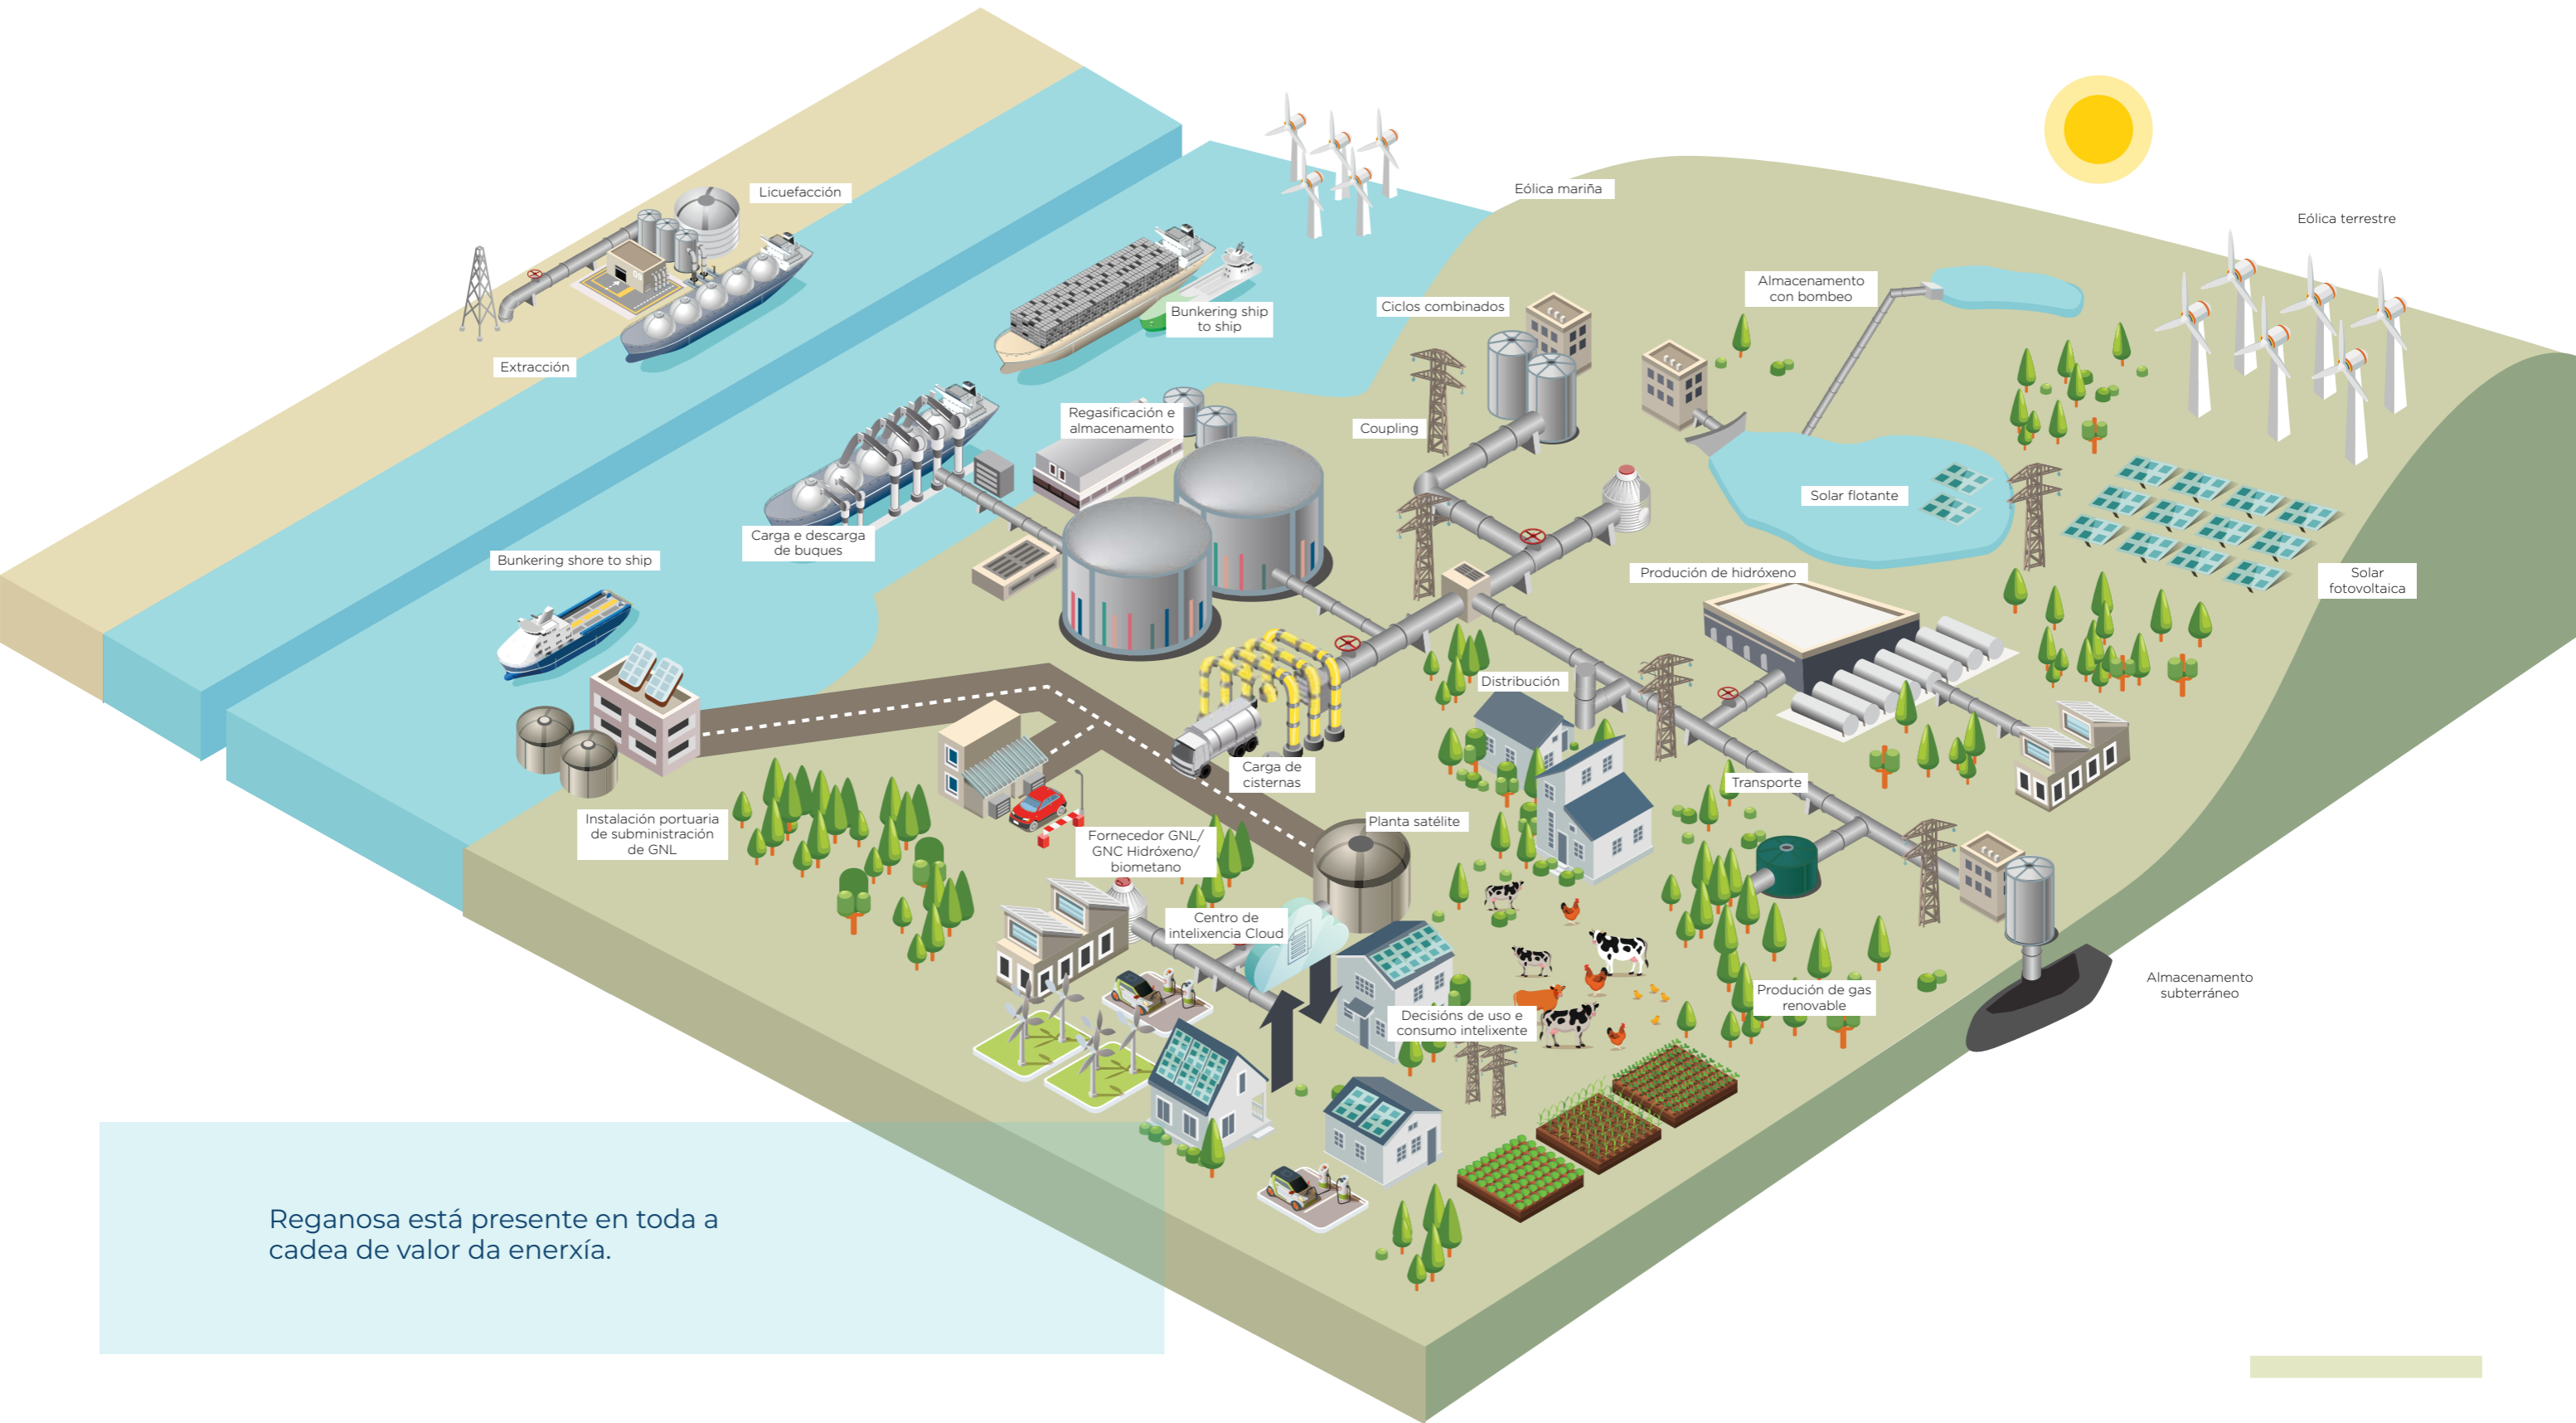 Licuefacción
Eólica mariña
Eólica terrestre
Almacenamento
con bombeo
Ciclos combinados
Bunkering ship
to ship
Extracción
Regasificación e
almacenamento
Coupling
Solar flotante
Carga e descarga
de buques
Bunkering shore to ship
Produción de hidróxeno
Solar
fotovoltaica
Distribución
Carga de
cisternas
Transporte
Instalación portuaria
de subministración
de GNL
Fornecedor GNL/
GNC Hidróxeno/
biometano
Planta satélite
Centro de
intelixencia Cloud
Almacenamento
subterráneo
Produción de gas
renovable
Decisións de uso e
consumo intelixente
Reganosa está presente en toda a
cadea de valor da enerxía.